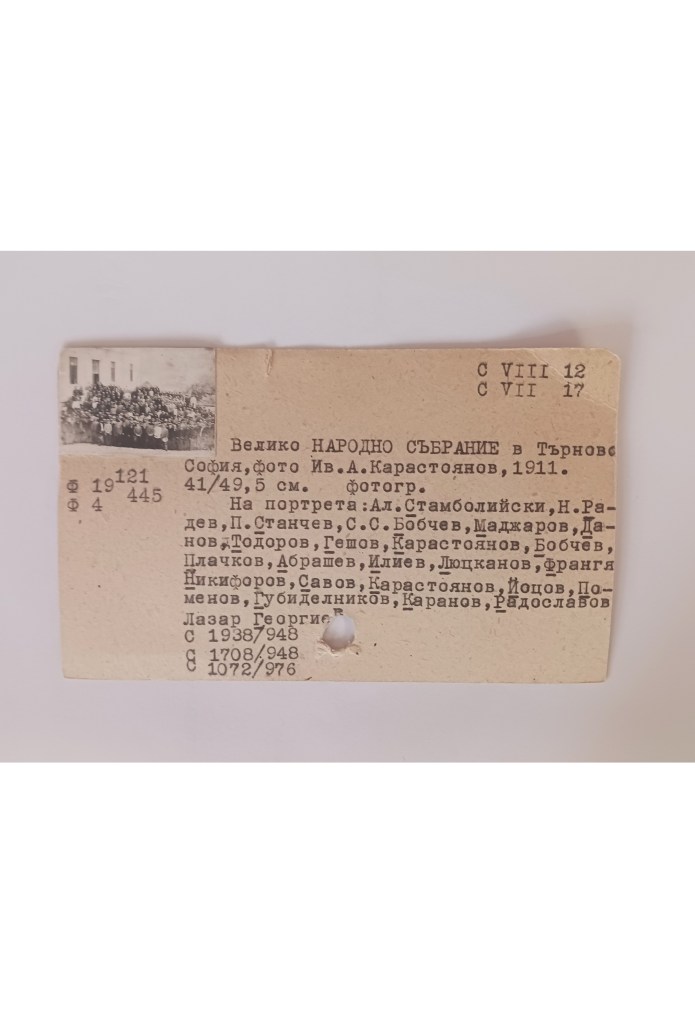 С VIII 12
С VII 17
Велико НАРОДНО СЪБРАНИЕ в Търново
София,фото Ив.А.Карастоянов,1911.
Ф 19 121
41/49,5 см. фотогр.
Ф 4 445
На портрета:Ал.Стамболийски,Н.Ра-
дев,П.Станчев,С.С.Бобчев,Маджаров,Да-
нов,Тодоров,Гешов,Карастоянов,Бобчев,
Плачков,Абрашев,Илиев,Люцканов,Франгя
Никифоров,Савов,Карастоянов,Йоцов,По-
менов,Губиделников,Каранов,Радославов
Лазар Георгиев
С 1938/948
С 1708/948
С 1072/976